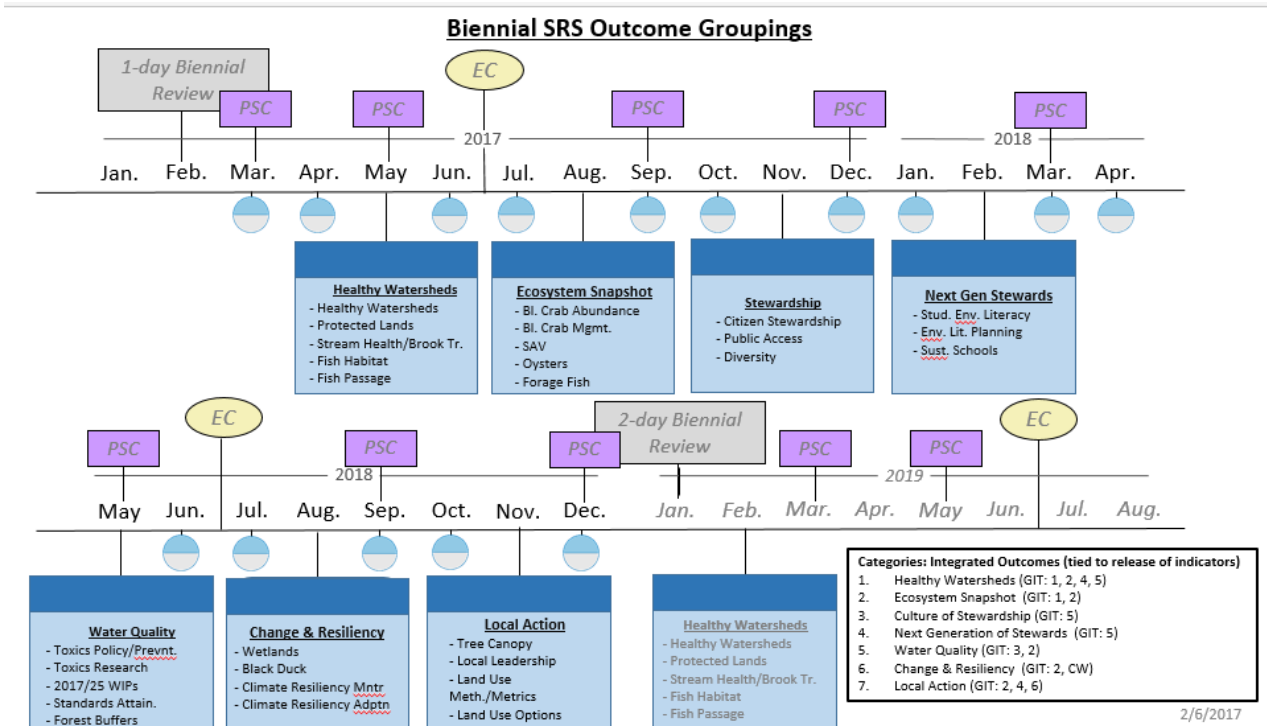 Biennial SRS Outcome Groupings
1-day Biennial
Review
EC
PSC
PSC
PSC
PSC
PSC
2017
2018
Jan. Feb. Mar. Apr. May Jun. Jul. Aug. Sep. Oct. Nov. Dec. Jan. Feb. Mar. Apr.
Healthy Watersheds
- Healthy Watersheds
- Protected Lands
- Stream Health/Brook Tr.
- Fish Habitat
- Fish Passage
Ecosystem Snapshot
- Bl. Crab Abundance
- Bl. Crab Mgmt.
- SAV
- Oysters
- Forage Fish
Stewardship
- Citizen Stewardship
- Public Access
- Diversity
Next Gen Stewards
- Stud. Env. Literacy
- Env. Lit. Planning
- Sust. Schools
EC
2-day Biennial
Review
EC
PSC
PSC
PSC
PSC
PSC
2018
2019
May Jun. Jul. Aug. Sep. Oct. Nov. Dec. Jan. Feb. Mar. Apr. May Jun. Jul. Aug.
Water Quality
- Toxics Policy/Prevnt.
- Toxics Research
- 2017/25 WIPs
- Standards Attain.
- Forest Buffers
Change & Resiliency
- Wetlands
- Black Duck
- Climate Resiliency Mntr
- Climate Resiliency Adptn
Local Action
- Tree Canopy
- Local Leadership
- Land Use
Meth./Metrics
- Land Use Options
Healthy Watersheds
- Healthy Watersheds
- Protected Lands
- Stream Health/Brook Tr.
- Fish Habitat
- Fish Passage
Categories: Integrated Outcomes (tied to release of indicators)
1. Healthy Watersheds (GIT: 1, 2, 4, 5)
2. Ecosystem Snapshot (GIT: 1, 2)
3. Culture of Stewardship (GIT: 5)
4. Next Generation of Stewards (GIT: 5)
5. Water Quality (GIT: 3, 2)
6. Change & Resiliency (GIT: 2, CW)
7. Local Action (GIT: 2, 4, 6)
2/6/2017